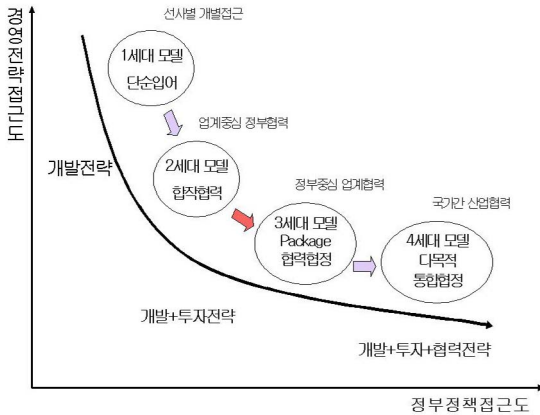 경영전략접근도
선사별 개별접근
1세대 모델
단순입어
업계중심 정부협력
2세대 모델
합작협력
개발전략
정부중심 업계협력
3세대 모델
Package
협력협정
국가간 산업협력
4세대 모델
다목적
통합협정
개발+투자전략
개발+투자+협력전략
정부정책접근도